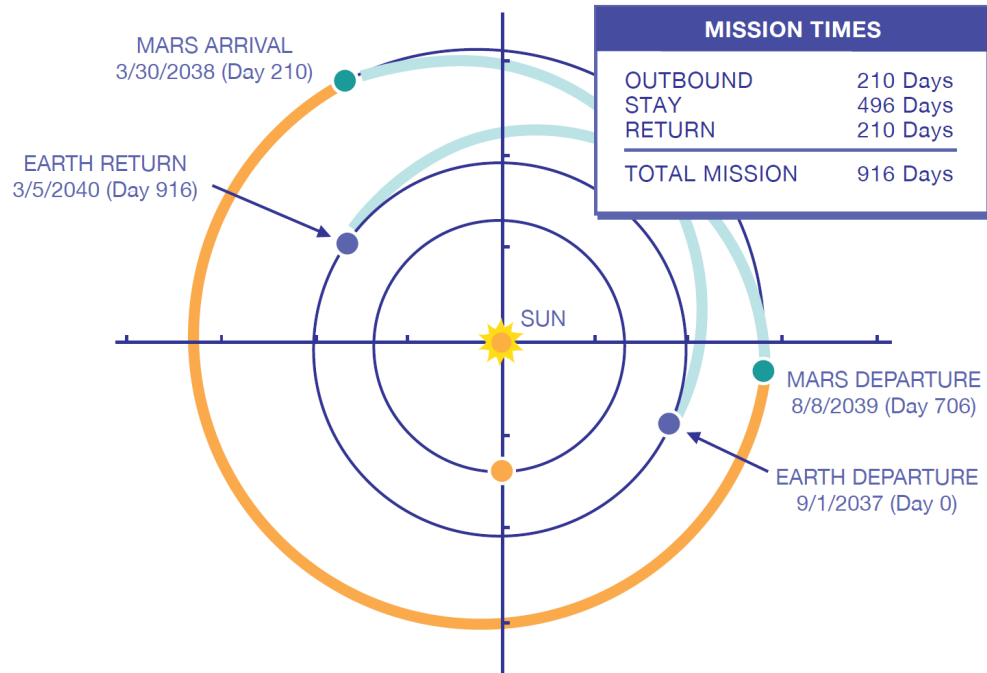 MISSION TIMES
OUTBOUND 210 Days
STAY 496 Days
RETURN 210 Days
TOTAL MISSION 916 Days
MARS ARRIVAL
3/30/2038 (Day 210)
EARTH RETURN
3/5/2040 (Day 916)
SUN
MARS DEPARTURE
8/8/2039 (Day 706)
EARTH DEPARTURE
9/1/2037 (Day 0)